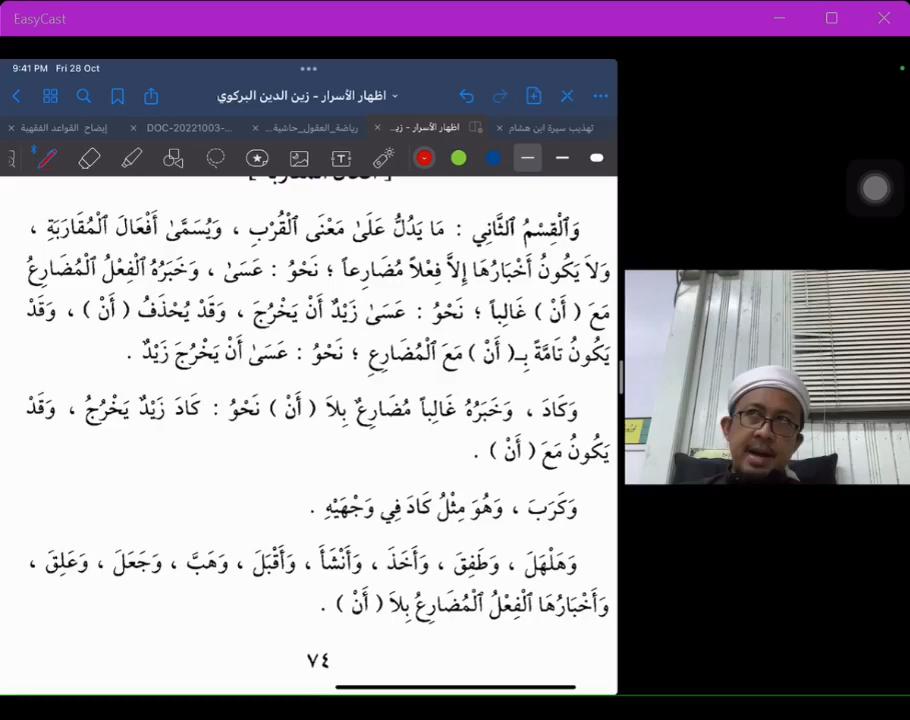 EasyCast
9:41 PM Fri 28 Oct
اظهار الأسرار - زين الدين البركوي
إيضاح القواعد الفقهية
DOC-20221003-...
رياضة_العقول_حاشية...
اظهار الأسرار - زيـ...
تهذيب سيرة ابن هشام
وَٱلْقِسْمُ ٱلثَّانِي : مَا يَدُلُّ عَلَىٰ مَعْنَى ٱلْقُرْبِ ، وَيُسَمَّىٰ أَفْعَالَ ٱلْمُقَارَبَةِ ،
وَلاَ يَكُونُ أَخْبَارُهَا إِلاَّ فِعْلاً مُضَارِعاً ؛ نَحْوُ : عَسَىٰ ، وَخَبَرُهُ ٱلْفِعْلُ ٱلْمُضَارِعُ
مَعَ ( أَنْ ) غَالِباً ؛ نَحْوُ : عَسَىٰ زَيْدٌ أَنْ يَخْرُجَ ، وَقَدْ يُحْذَفُ ( أَنْ ) ، وَقَدْ
يَكُونُ تَامَّةً بِـ( أَنْ ) مَعَ ٱلْمُضَارِعِ ؛ نَحْوُ : عَسَىٰ أَنْ يَخْرُجَ زَيْدٌ .
وَكَادَ ، وَخَبَرُهُ غَالِباً مُضَارِعٌ بِلاَ ( أَنْ ) نَحْوُ : كَادَ زَيْدٌ يَخْرُجُ ، وَقَدْ
يَكُونُ مَعَ ( أَنْ ) .
وَكَرَبَ ، وَهُوَ مِثْلُ كَادَ فِي وَجْهَيْهِ .
وَهَلْهَلَ ، وَطَفِقَ ، وَأَخَذَ ، وَأَنْشَأَ ، وَأَقْبَلَ ، وَهَبَّ ، وَجَعَلَ ، وَعَلِقَ ،
وَأَخْبَارُهَا ٱلْفِعْلُ ٱلْمُضَارِعُ بِلاَ ( أَنْ ) .
٧٤